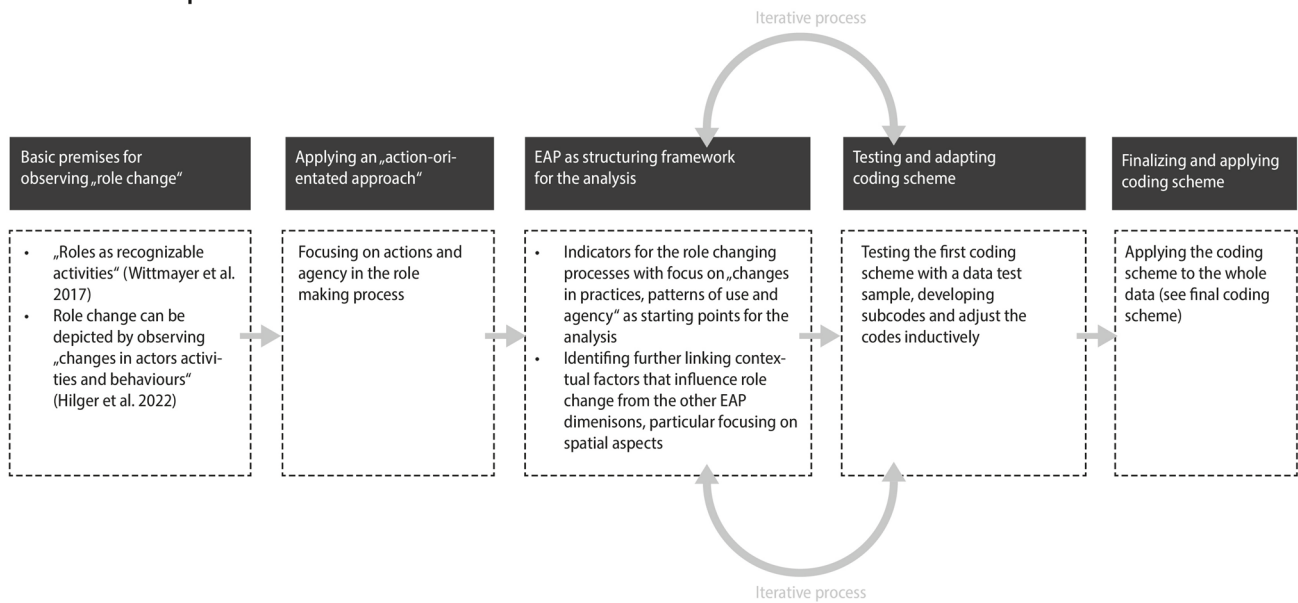 Iterative process
Basic premises for
observing „role change“
Applying an „action-ori-
entated approach“
EAP as structuring framework
for the analysis
Testing and adapting
coding scheme
Finalizing and applying
coding scheme
• „Roles as recognizable
activities“ (Wittmayer et al.
2017)
• Role change can be
depicted by observing
„changes in actors activi-
ties and behaviours“
(Hilger et al. 2022)
Focusing on actions and
agency in the role
making process
• Indicators for the role changing
processes with focus on „changes
in practices, patterns of use and
agency“ as starting points for the
analysis
• Identifing further linking contex-
tual factors that influence role
change from the other EAP
dimenisons, particular focusing on
spatial aspects
Testing the first coding
scheme with a data test
sample, developing
subcodes and adjust the
codes inductively
Applying the coding
scheme to the whole
data (see final coding
scheme)
Iterative process